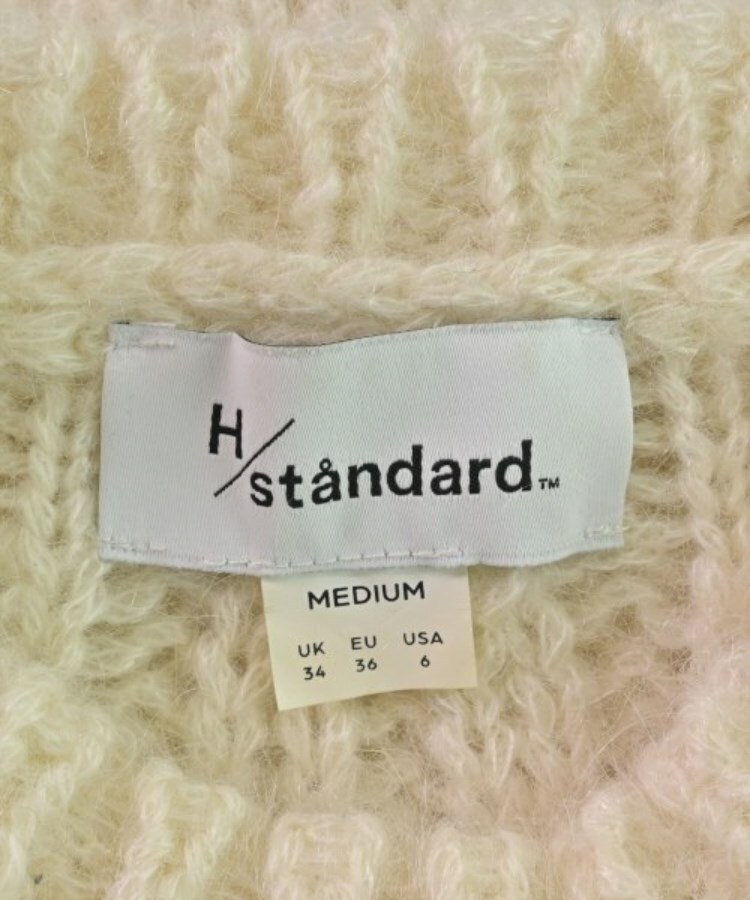 H/ståndard™
MEDIUM
UK EU USA
34 36 6